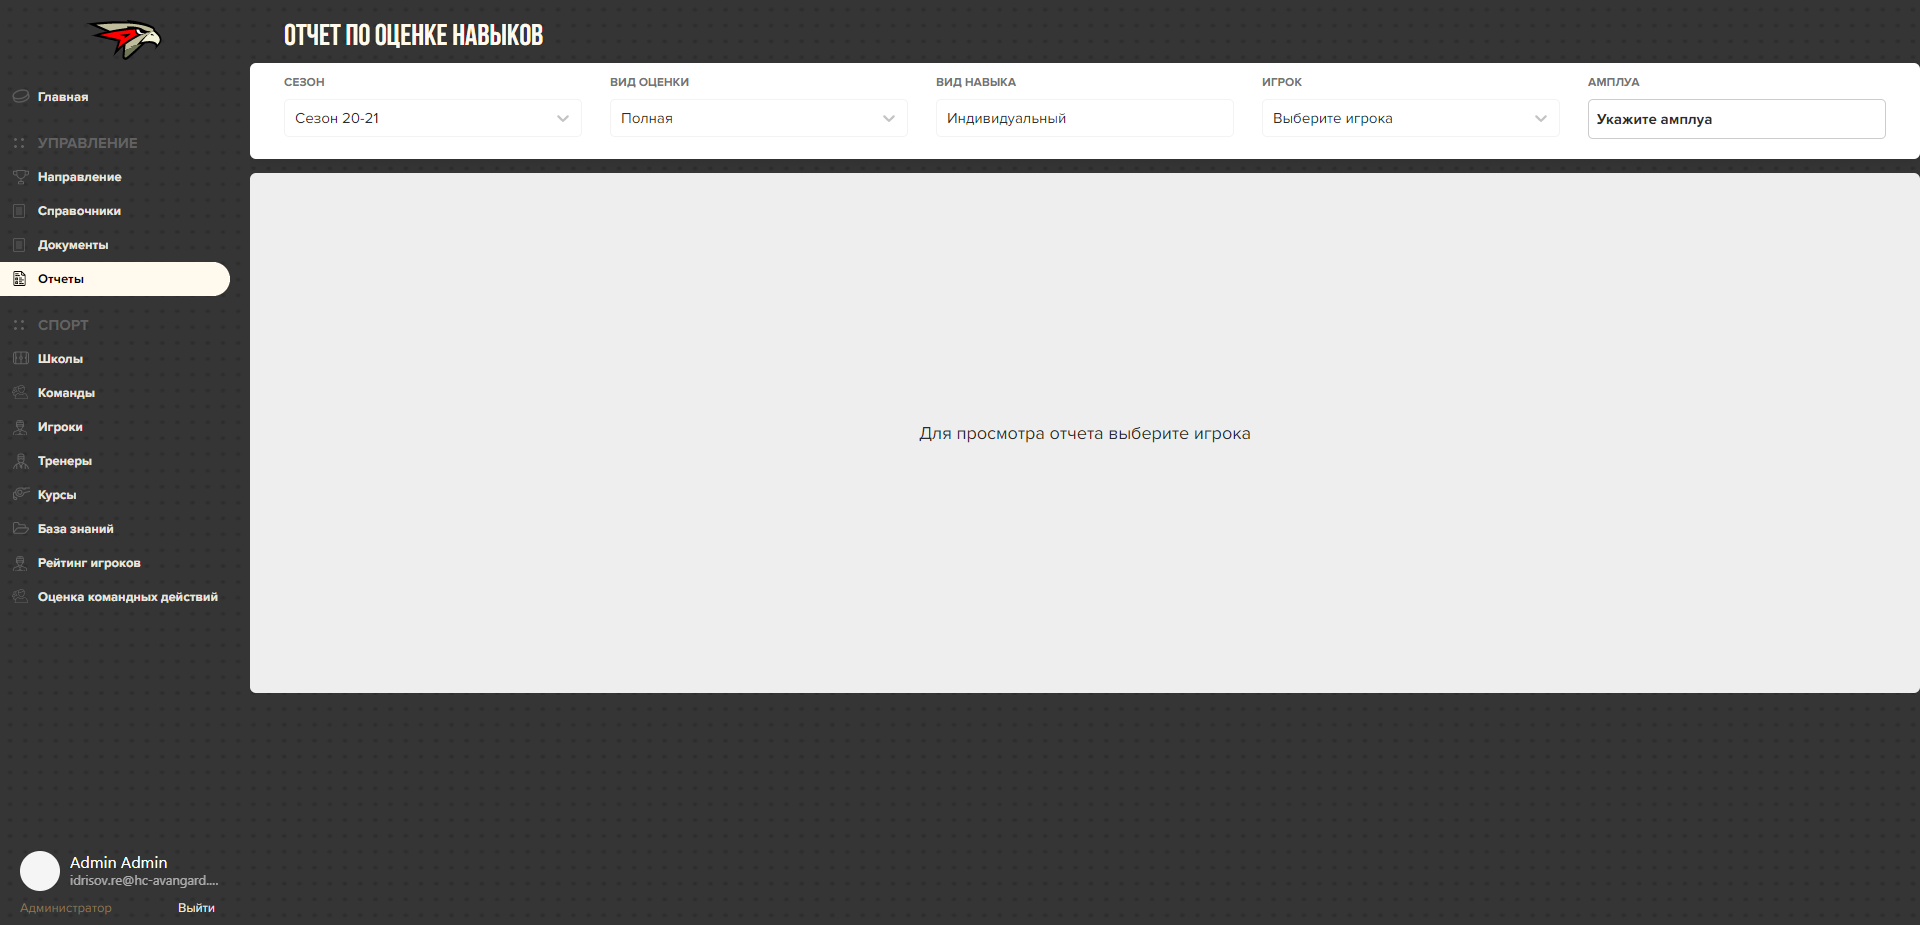 ОТЧЕТ ПО ОЦЕНКЕ НАВЫКОВ
СЕЗОН
Сезон 20-21
ВИД ОЦЕНКИ
Полная
ВИД НАВЫКА
Индивидуальный
ИГРОК
Выберите игрока
АМПЛУА
Укажите амплуа
Главная
УПРАВЛЕНИЕ
Направление
Справочники
Документы
Отчеты
СПОРТ
Школы
Команды
Игроки
Тренеры
Курсы
База знаний
Рейтинг игроков
Оценка командных действий
Для просмотра отчета выберите игрока
Admin Admin
idrisov.re@hc-avangard....
Администратор
Выйти